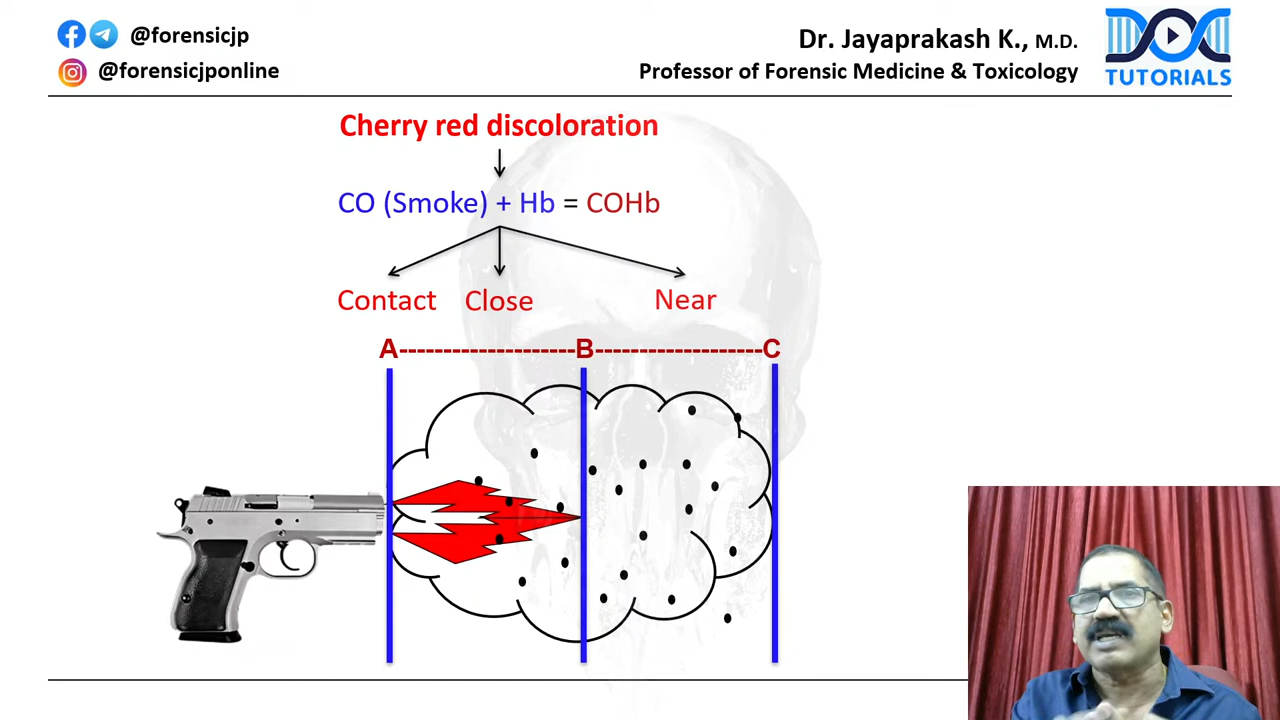 @forensicjp
@forensicjponline
Dr. Jayaprakash K., M.D.
Professor of Forensic Medicine & Toxicology
TUTORIALS
Cherry red discoloration
CO (Smoke) + Hb = COHb
Contact Close Near
A--------------------B-------------------C